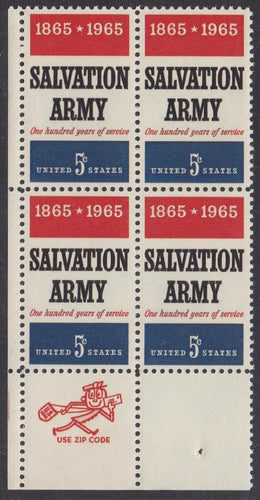 1865 ★ 1965 1865 ★ 1965
SALVATION SALVATION
ARMY ARMY
One hundred years of service One hundred years of service
UNITED 5c STATES UNITED 5c STATES
1865 ★ 1965 1865 ★ 1965
SALVATION SALVATION
ARMY ARMY
One hundred years of service One hundred years of service
UNITED 5c STATES UNITED 5c STATES
USE ZIP CODE